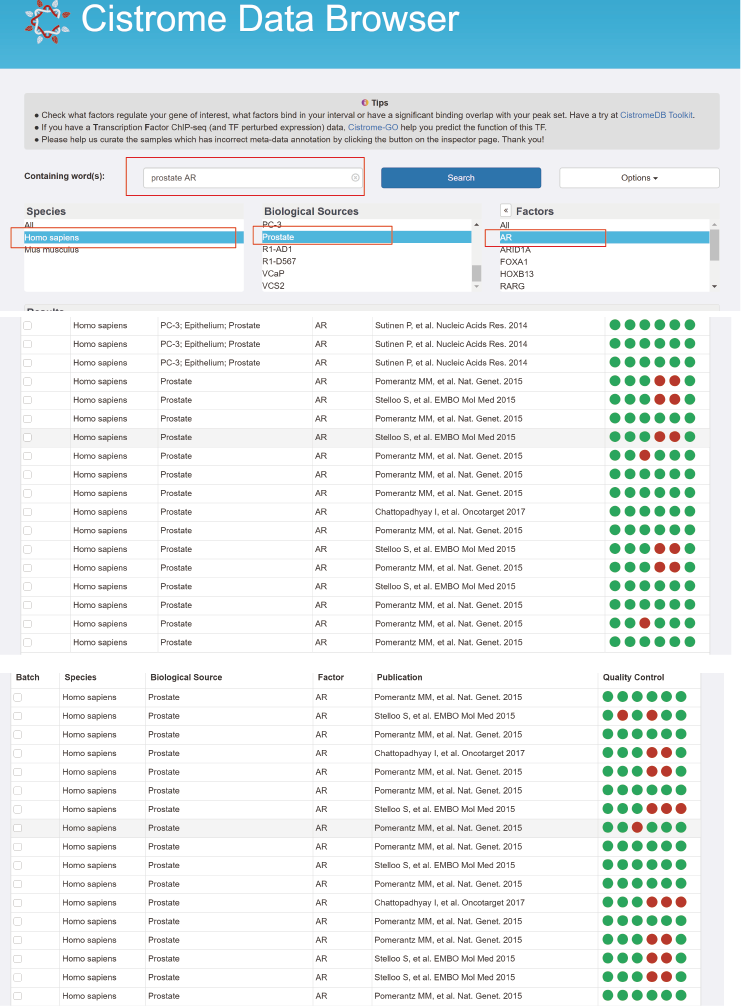 Cistrome Data Browser
Tips
● Check what factors regulate your gene of interest, what factors bind in your interval or have a significant binding overlap with your peak set. Have a try at CistromeDB Toolkit.
● If you have a Transcription Factor ChIP-seq (and TF perturbed expression) data, Cistrome-GO help you predict the function of this TF.
● Please help us curate the samples which has incorrect meta-data annotation by clicking the button on the inspector page. Thank you!
Containing word(s): prostate AR Search Options
Species Biological Sources « Factors
All PC-3 All
Homo sapiens Prostate AR
Mus musculus R1-AD1 ARID1A
R1-D567 FOXA1
VCaP HOXB13
VCS2 RARG
Results
Homo sapiens PC-3; Epithelium; Prostate AR Sutinen P, et al. Nucleic Acids Res. 2014
Homo sapiens PC-3; Epithelium; Prostate AR Sutinen P, et al. Nucleic Acids Res. 2014
Homo sapiens PC-3; Epithelium; Prostate AR Sutinen P, et al. Nucleic Acids Res. 2014
Homo sapiens Prostate AR Pomerantz MM, et al. Nat. Genet. 2015
Homo sapiens Prostate AR Stelloo S, et al. EMBO Mol Med 2015
Homo sapiens Prostate AR Pomerantz MM, et al. Nat. Genet. 2015
Homo sapiens Prostate AR Stelloo S, et al. EMBO Mol Med 2015
Homo sapiens Prostate AR Pomerantz MM, et al. Nat. Genet. 2015
Homo sapiens Prostate AR Pomerantz MM, et al. Nat. Genet. 2015
Homo sapiens Prostate AR Pomerantz MM, et al. Nat. Genet. 2015
Homo sapiens Prostate AR Chattopadhyay I, et al. Oncotarget 2017
Homo sapiens Prostate AR Pomerantz MM, et al. Nat. Genet. 2015
Homo sapiens Prostate AR Stelloo S, et al. EMBO Mol Med 2015
Homo sapiens Prostate AR Pomerantz MM, et al. Nat. Genet. 2015
Homo sapiens Prostate AR Stelloo S, et al. EMBO Mol Med 2015
Homo sapiens Prostate AR Pomerantz MM, et al. Nat. Genet. 2015
Homo sapiens Prostate AR Pomerantz MM, et al. Nat. Genet. 2015
Homo sapiens Prostate AR Pomerantz MM, et al. Nat. Genet. 2015
Batch Species Biological Source Factor Publication Quality Control
Homo sapiens Prostate AR Pomerantz MM, et al. Nat. Genet. 2015
Homo sapiens Prostate AR Stelloo S, et al. EMBO Mol Med 2015
Homo sapiens Prostate AR Pomerantz MM, et al. Nat. Genet. 2015
Homo sapiens Prostate AR Chattopadhyay I, et al. Oncotarget 2017
Homo sapiens Prostate AR Pomerantz MM, et al. Nat. Genet. 2015
Homo sapiens Prostate AR Pomerantz MM, et al. Nat. Genet. 2015
Homo sapiens Prostate AR Stelloo S, et al. EMBO Mol Med 2015
Homo sapiens Prostate AR Pomerantz MM, et al. Nat. Genet. 2015
Homo sapiens Prostate AR Pomerantz MM, et al. Nat. Genet. 2015
Homo sapiens Prostate AR Stelloo S, et al. EMBO Mol Med 2015
Homo sapiens Prostate AR Pomerantz MM, et al. Nat. Genet. 2015
Homo sapiens Prostate AR Chattopadhyay I, et al. Oncotarget 2017
Homo sapiens Prostate AR Pomerantz MM, et al. Nat. Genet. 2015
Homo sapiens Prostate AR Pomerantz MM, et al. Nat. Genet. 2015
Homo sapiens Prostate AR Stelloo S, et al. EMBO Mol Med 2015
Homo sapiens Prostate AR Stelloo S, et al. EMBO Mol Med 2015
Homo sapiens Prostate AR Pomerantz MM, et al. Nat. Genet. 2015